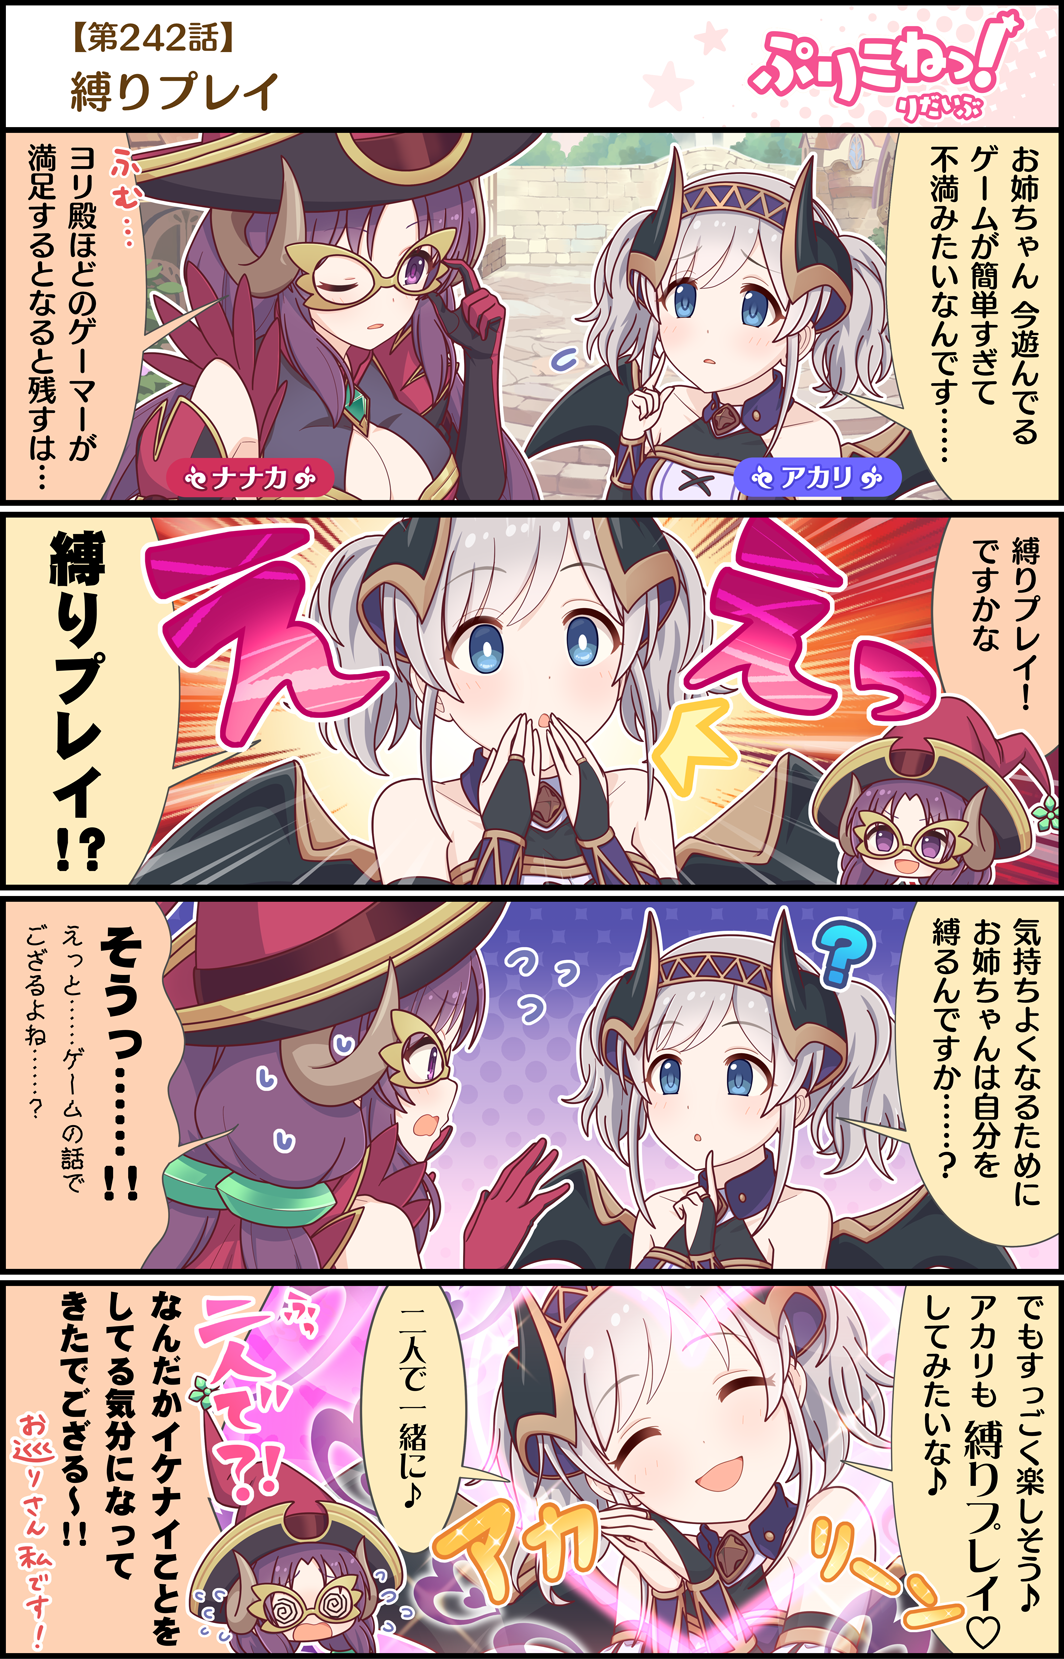 【第242話】
縛りプレイ
ぷりこねっ!
りだいぶ
お姉ちゃん 今遊んでる
ゲームが簡単すぎて
不満みたいなんです……
ふむ…
ヨリ殿ほどのゲーマーが
満足するとなると残すは…
ナナカ
アカリ
縛りプレイ!
ですかな
えっ
え
縛りプレイ!?
気持ちよくなるために
お姉ちゃんは自分を
縛るんですか……?
?
そうっ……!!
えっと……ゲームの話で
ござるよね……?
でもすっごく楽しそう♪
アカリも 縛りプレイ♡
してみたいな♪
アカリーン
二人で一緒に♪
ふっ
二人で?!
なんだかイケナイことを
してる気分になって
きたでござる〜!!
お巡りさん 私です!